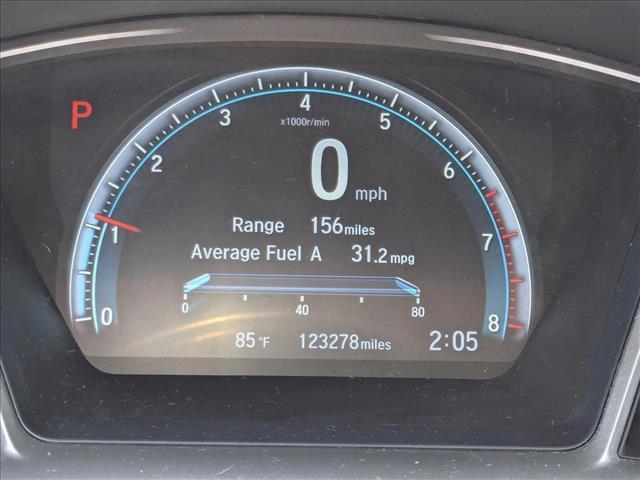 P
0 1 2 3 4 5 6 7 8
x1000r/min
0 mph
Range 156 miles
Average Fuel A 31.2 mpg
0 40 80
85 °F 123278 miles 2:05